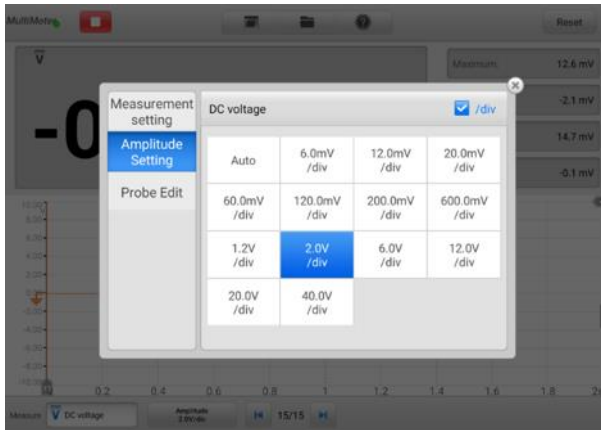 MultiMeter
Reset
V
Maximum
12.6 mV
-2.1 mV
14.7 mV
-0.1 mV
-0
Measurement
setting
Amplitude
Setting
Probe Edit
DC voltage
/div
Auto
6.0mV
/div
12.0mV
/div
20.0mV
/div
60.0mV
/div
120.0mV
/div
200.0mV
/div
600.0mV
/div
1.2V
/div
2.0V
/div
6.0V
/div
12.0V
/div
20.0V
/div
40.0V
/div
0.2
0.4
0.6
0.8
1
1.2
1.4
1.6
1.8
Measure
V DC voltage
Amplitude
2.0V/div
15/15